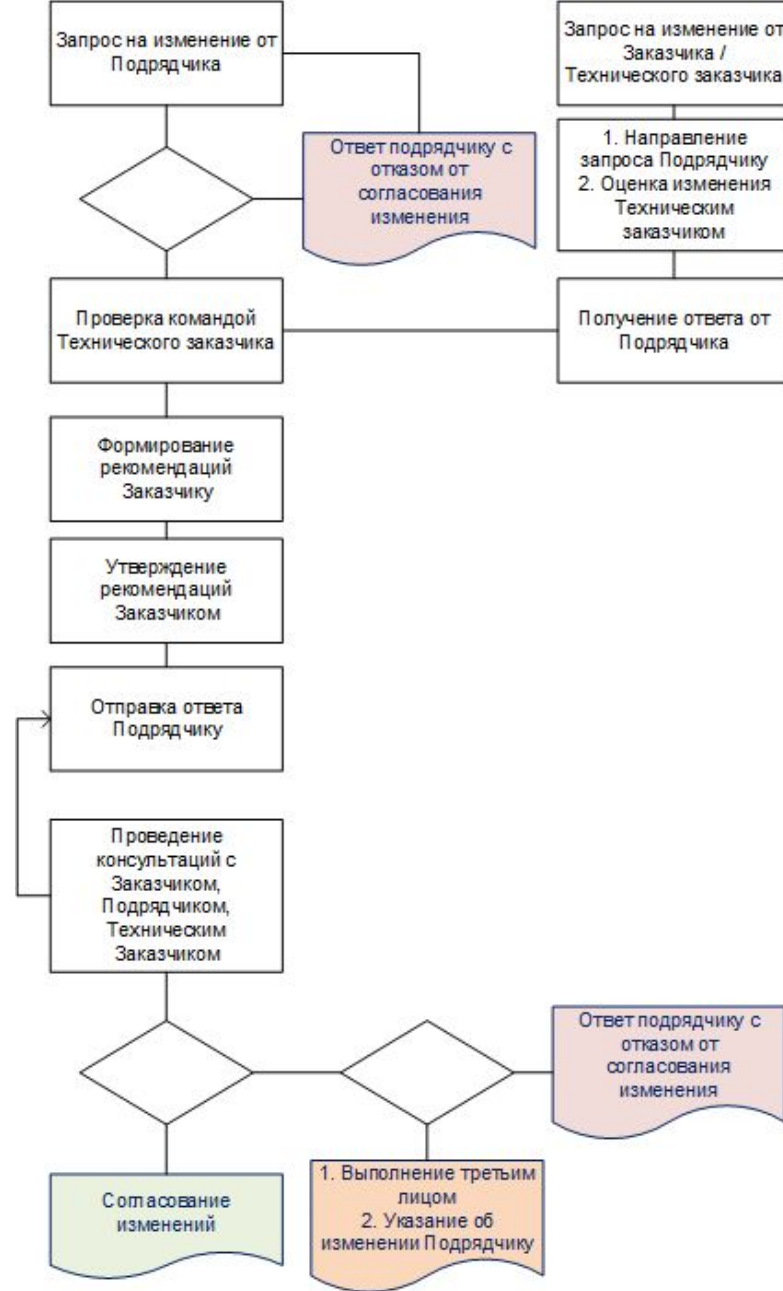 Запрос на изменение от
Подрядчика
Запрос на изменение от
Заказчика /
Технического заказчика
Ответ подрядчику с
отказом от
согласования
изменения
1. Направление
запроса Подрядчику
2. Оценка изменения
Техническим
заказчиком
Проверка командой
Технического заказчика
Получение ответа от
Подрядчика
Формирование
рекомендаций
Заказчику
Утверждение
рекомендаций
Заказчиком
Отправка ответа
Подрядчику
Проведение
консультаций с
Заказчиком,
Подрядчиком,
Техническим
Заказчиком
Ответ подрядчику с
отказом от
согласования
изменения
Согласование
изменений
1. Выполнение третьим
лицом
2. Указание об
изменении Подрядчику